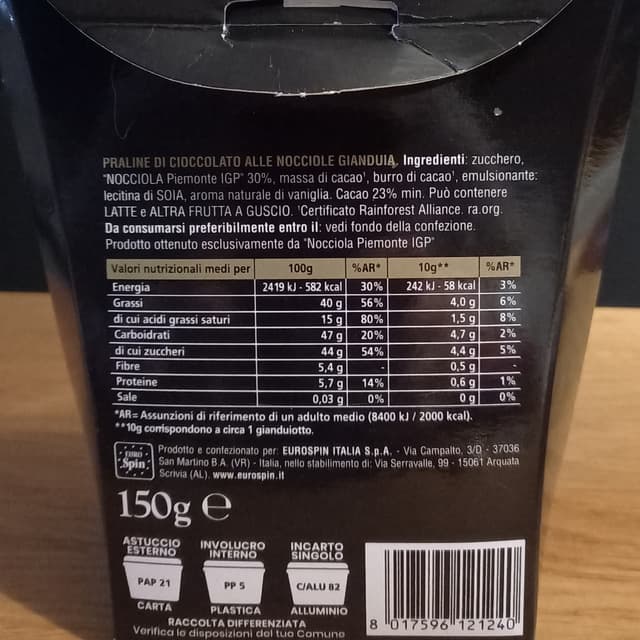 PRALINE DI CIOCCOLATO ALLE NOCCIOLE GIANDUIA. Ingredienti: zucchero,
"NOCCIOLA Piemonte IGP" 30%, massa di cacao¹, burro di cacao¹, emulsionante:
lecitina di SOIA, aroma naturale di vaniglia. Cacao 23% min. Può contenere
LATTE e ALTRA FRUTTA A GUSCIO. ¹Certificato Rainforest Alliance. ra.org.
Da consumarsi preferibilmente entro il: vedi fondo della confezione.
Prodotto ottenuto esclusivamente da "Nocciola Piemonte IGP"
Valori nutrizionali medi per 100g %AR* 10g** %AR*
Energia 2419 kJ - 582 kcal 30% 242 kJ - 58 kcal 3%
Grassi 40 g 56% 4,0 g 6%
di cui acidi grassi saturi 15 g 80% 1,5 g 8%
Carboidrati 47 g 20% 4,7 g 2%
di cui zuccheri 44 g 54% 4,4 g 5%
Fibre 5,4 g - 0,5 g -
Proteine 5,7 g 14% 0,6 g 1%
Sale 0,03 g 0% 0 g 0%
*AR= Assunzioni di riferimento di un adulto medio (8400 kJ / 2000 kcal).
**10g corrispondono a circa 1 gianduiotto.
EURO
Spin
Prodotto e confezionato per: EUROSPIN ITALIA S.p.A. - Via Campalto, 3/D - 37036
San Martino B.A. (VR) - Italia, nello stabilimento di: Via Serravalle, 99 - 15061 Arquata
Scrivia (AL). www.eurospin.it
150g e
ASTUCCIO
ESTERNO
PAP 21
CARTA
INVOLUCRO
INTERNO
PP 5
PLASTICA
INCARTO
SINGOLO
C/ALU 82
ALLUMINIO
RACCOLTA DIFFERENZIATA
Verifica le disposizioni del tuo Comune
8 017596 121240